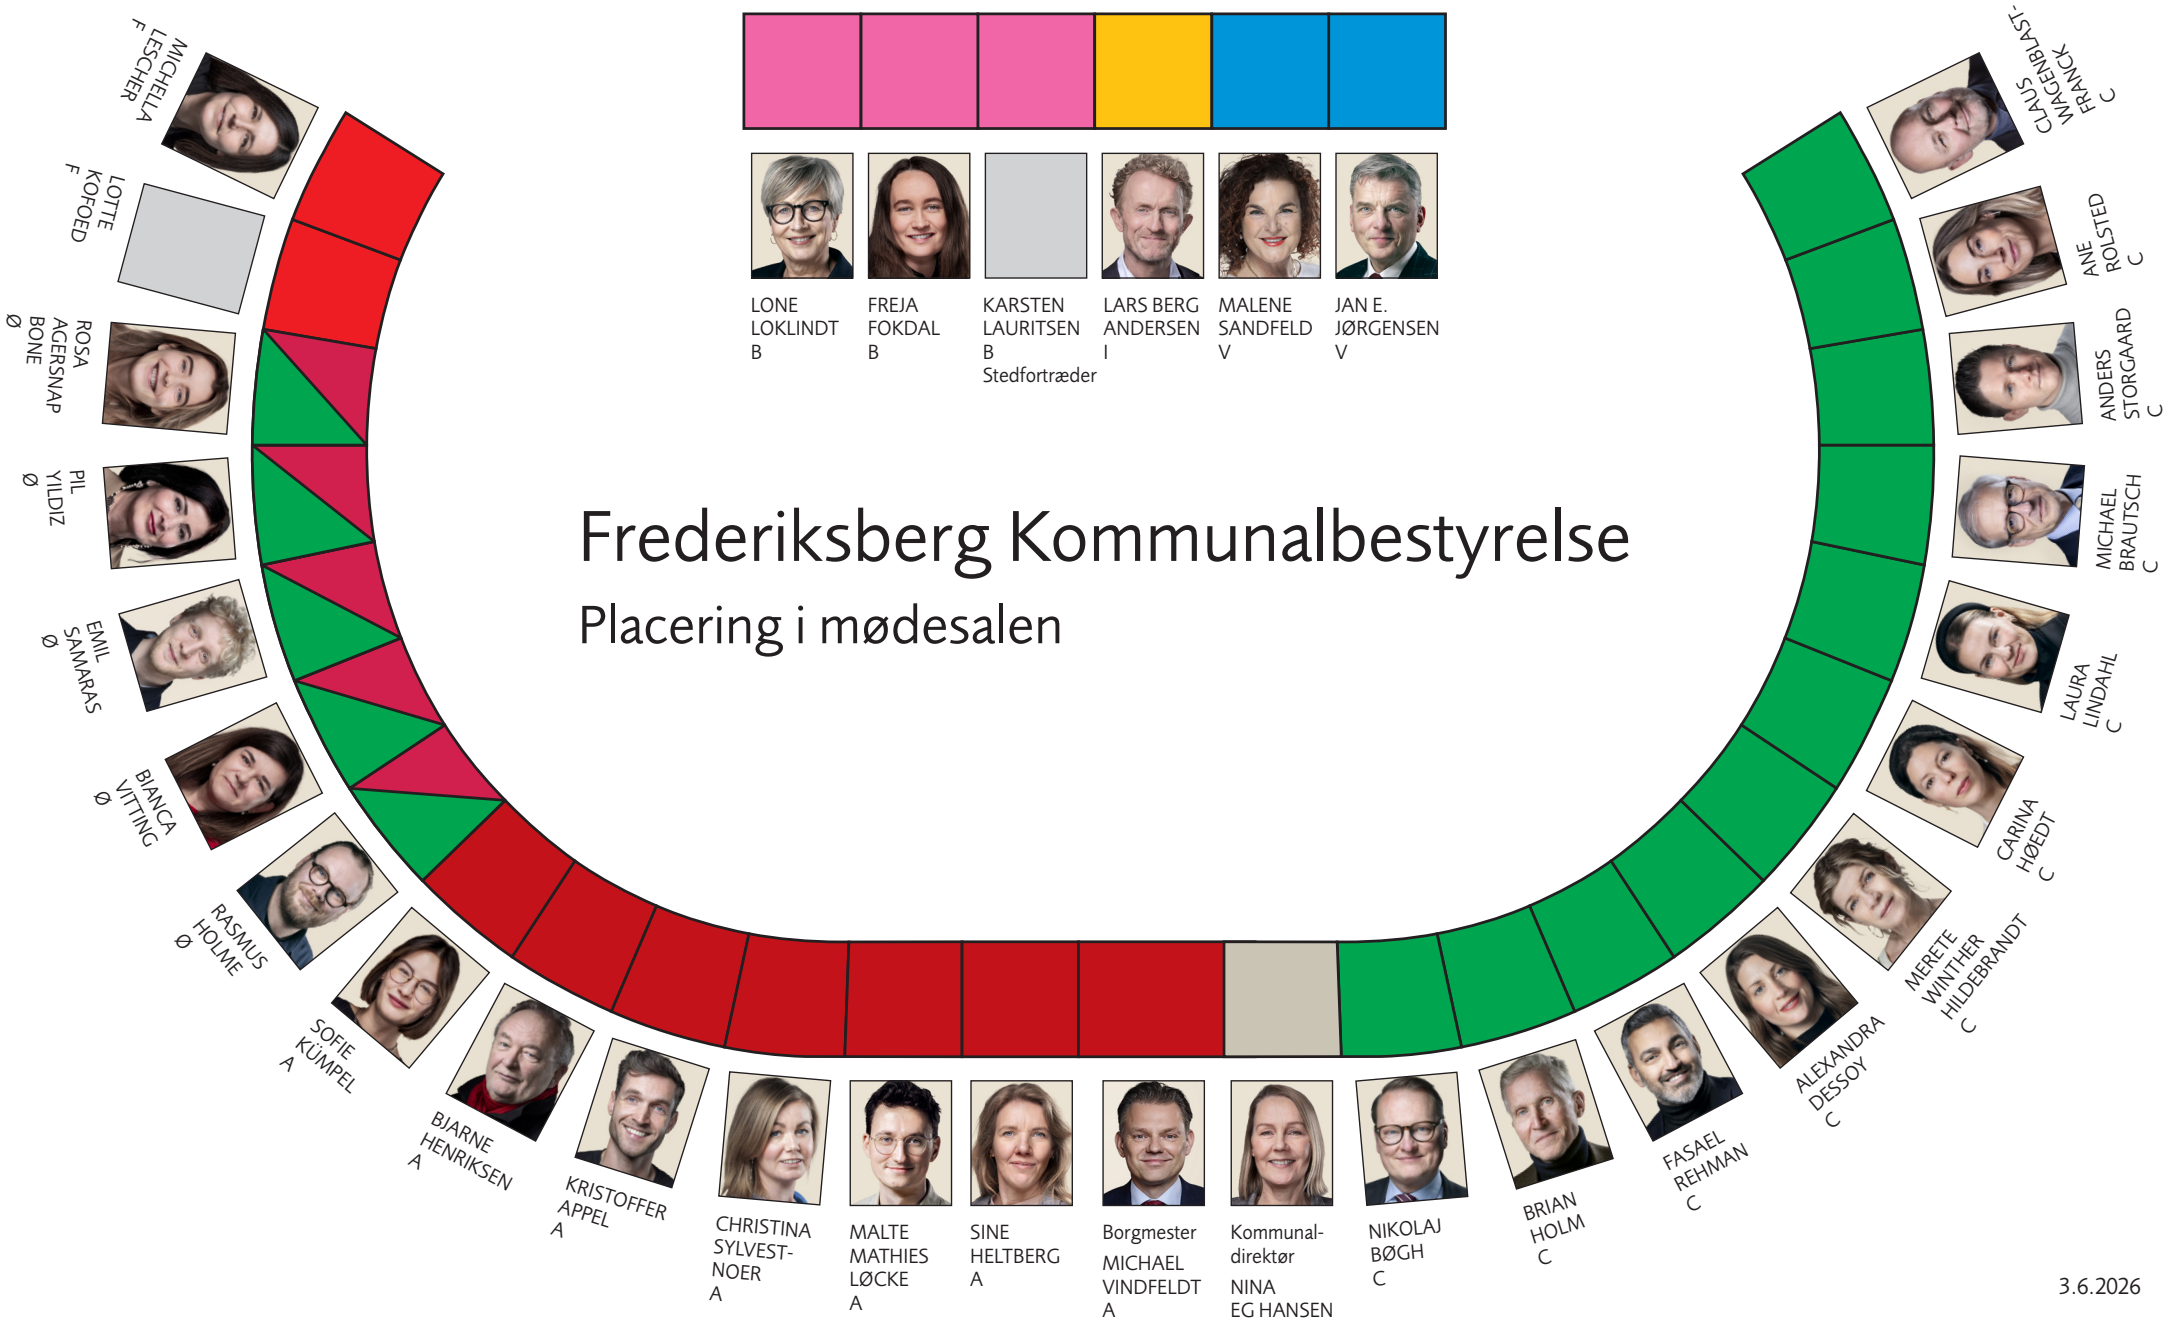 LONE
LOKLINDT
B
FREJA
FOKDAL
B
KARSTEN
LAURITSEN
B
Stedfortræder
LARS BERG
ANDERSEN
I
MALENE
SANDFELD
V
JAN E.
JØRGENSEN
V
Frederiksberg Kommunalbestyrelse
Placering i mødesalen
MICHELLA
LESCHER
F
LOTTE
KOFOED
F
ROSA
AGERSNAP
BONE
Ø
PIL
YILDIZ
Ø
EMIL
SAMARAS
Ø
BIANCA
VITTING
Ø
RASMUS
HOLME
Ø
SOFIE
KÜMPEL
A
BJARNE
HENRIKSEN
A
KRISTOFFER
APPEL
A
CHRISTINA
SYLVEST-
NOER
A
MALTE
MATHIES
LØCKE
A
SINE
HELTBERG
A
Borgmester
MICHAEL
VINDFELDT
A
Kommunal-
direktør
NINA
EG HANSEN
NIKOLAJ
BØGH
C
BRIAN
HOLM
C
FASAEL
REHMAN
C
ALEXANDRA
DESSOY
C
MERETE
WINTHER
HILDEBRANDT
C
CARINA
HØEDT
C
LAURA
LINDAHL
C
MICHAEL
BRAUTSCH
C
ANDERS
STORGAARD
C
ANE
ROLSTED
C
CLAUS
WAGENBLAST-
FRANCK
C
3.6.2026